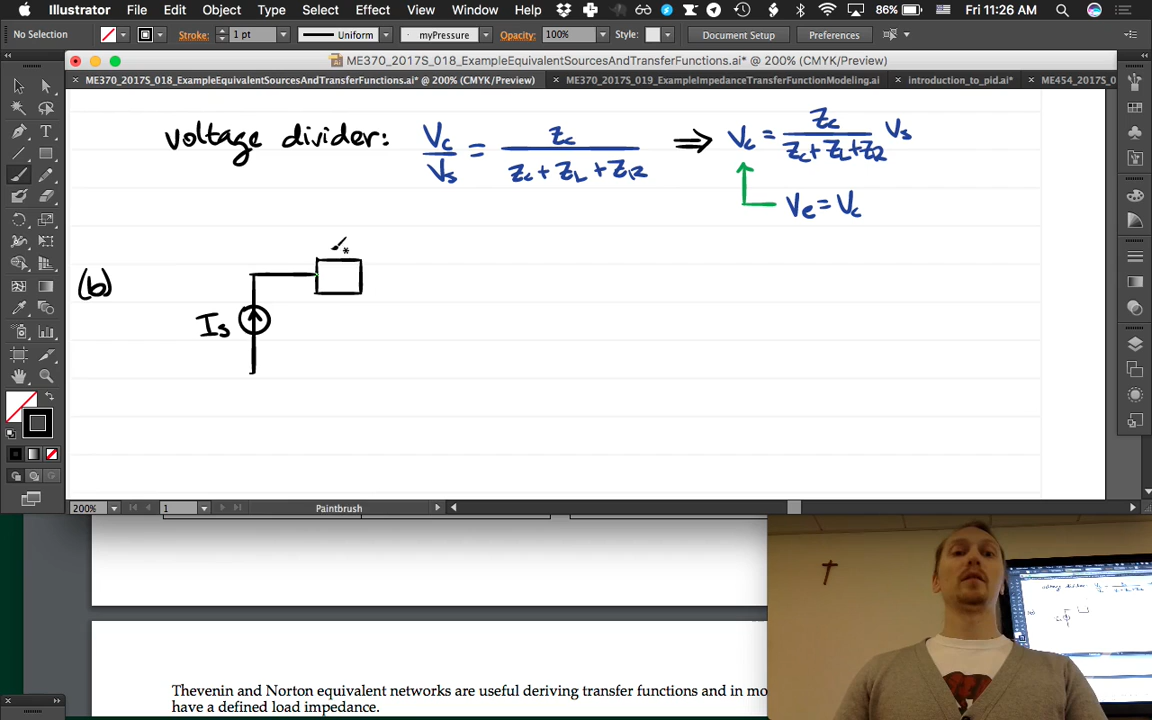 Illustrator File Edit Object Type Select Effect View Window Help 86% Fri 11:26 AM
No Selection Stroke: 1 pt Uniform myPressure Opacity: 100% Style: Document Setup Preferences
ME370_2017S_018_ExampleEquivalentSourcesAndTransferFunctions.ai* @ 200% (CMYK/Preview)
ME370_2017S_018_ExampleEquivalentSourcesAndTransferFunctions.ai* @ 200% (CMYK/Preview) ME370_2017S_019_ExampleImpedanceTransferFunctionModeling.ai introduction_to_pid.ai* ME454_2017S_0
voltage divider: Vc/Vs = Zc/(Zc + ZL + ZR) ⇒ Vc = Zc/(Zc + ZL + ZR) Vs
Ve = Vc
(b)
Is
200% 1 Paintbrush
Thevenin and Norton equivalent networks are useful deriving transfer functions and in mo
have a defined load impedance.